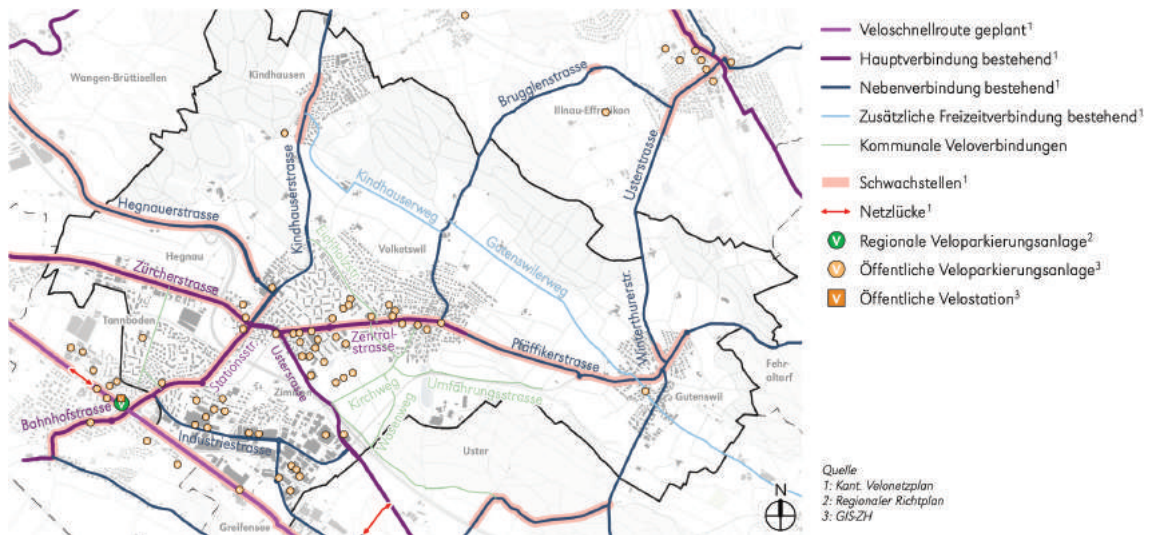 Wangen-Brüttisellen
Kindhausen
Brugglenstrasse
Illnau-Effretikon
Usterstrasse
Kindhauserstrasse
Kindhauserweg
Hegnauerstrasse
Volketswil
Gutenswilerweg
Hegnau
Zürcherstrasse
Winterthurerstr.
Tannboden
Zentral-
strasse
Pfäffikerstrasse
Fehr-
altorf
Stationsstr.
Usterstrasse
Zimikon
Kirchweg
Umfahrungsstrasse
Gutenswil
Bahnhofstrasse
Industriestrasse
Uster
Greifensee
N
Veloschnellroute geplant¹
Hauptverbindung bestehend¹
Nebenverbindung bestehend¹
Zusätzliche Freizeitverbindung bestehend¹
Kommunale Veloverbindungen
Schwachstellen¹
Netzlücke¹
V Regionale Veloparkierungsanlage²
V Öffentliche Veloparkierungsanlage³
V Öffentliche Velostation³
Quelle
1: Kant. Velonetzplan
2: Regionaler Richtplan
3: GIS-ZH